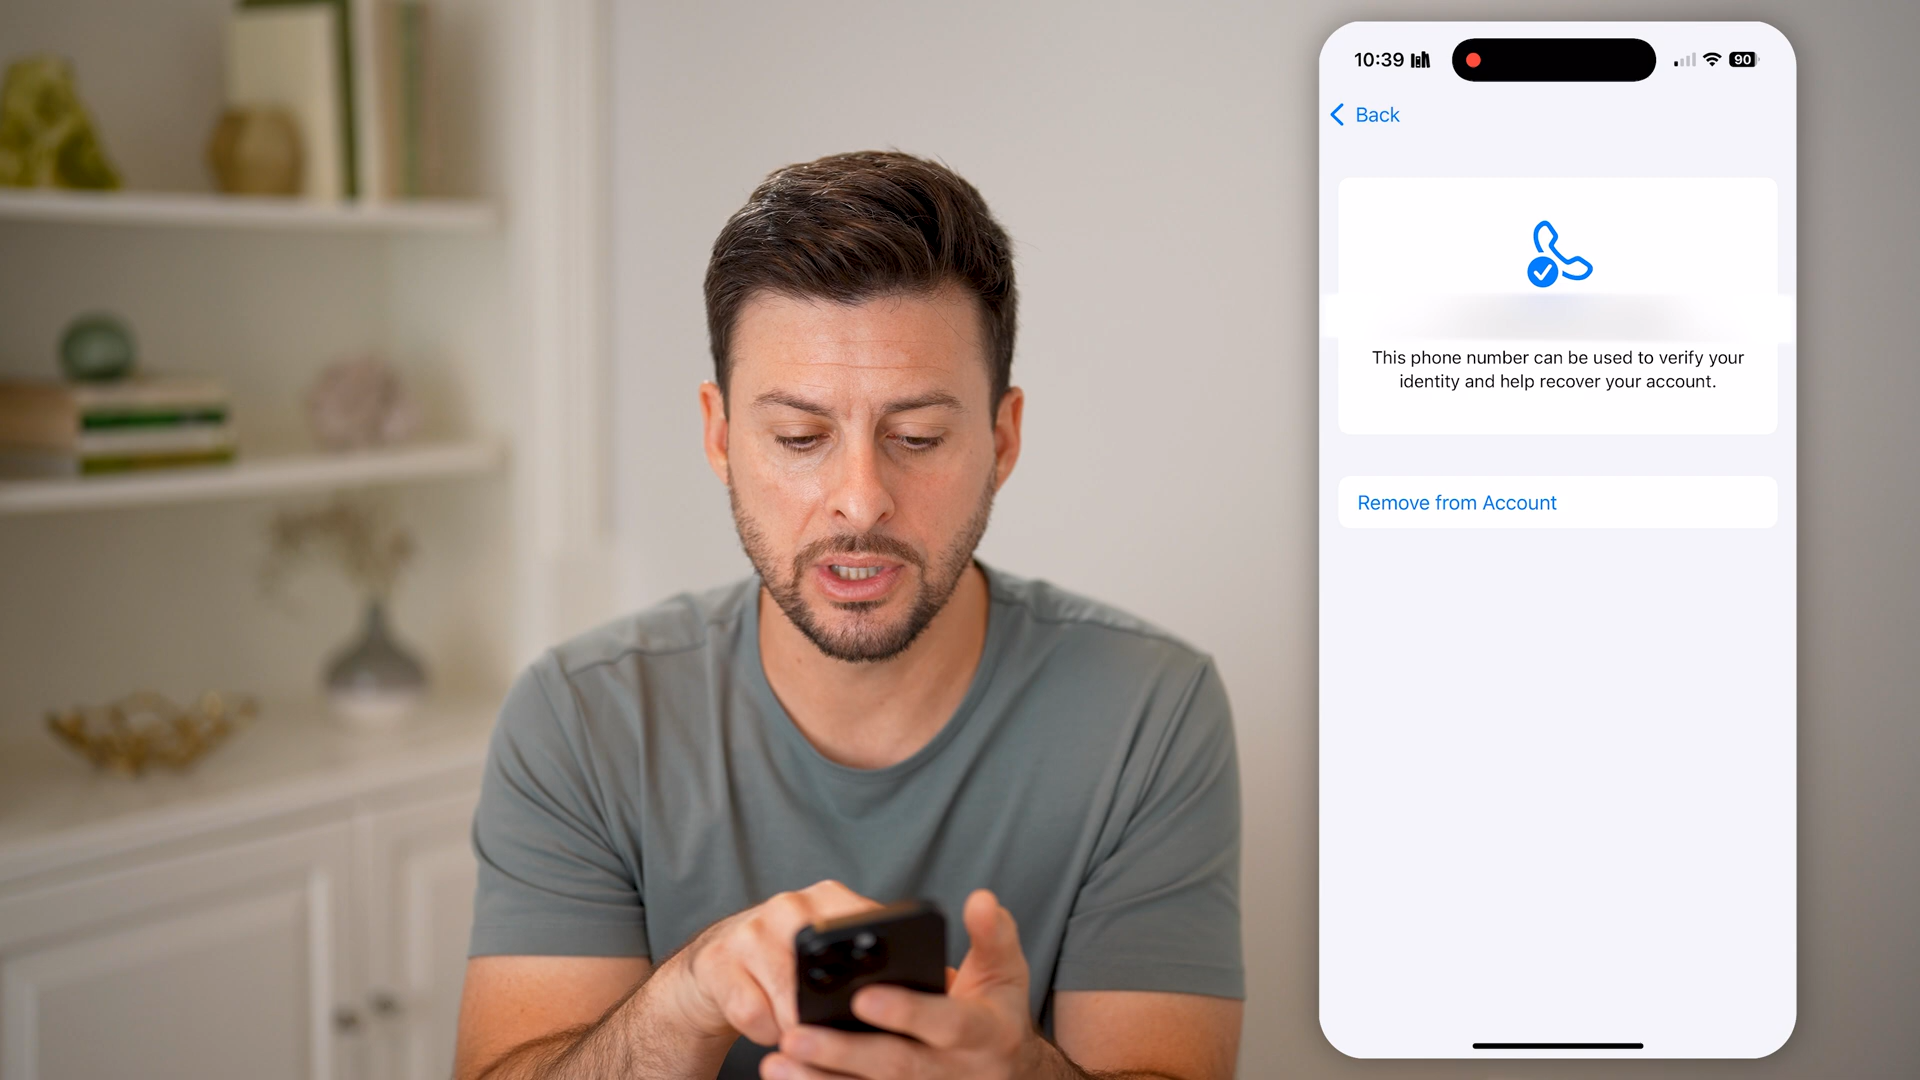 10:39
90
Back
This phone number can be used to verify your
identity and help recover your account.
Remove from Account